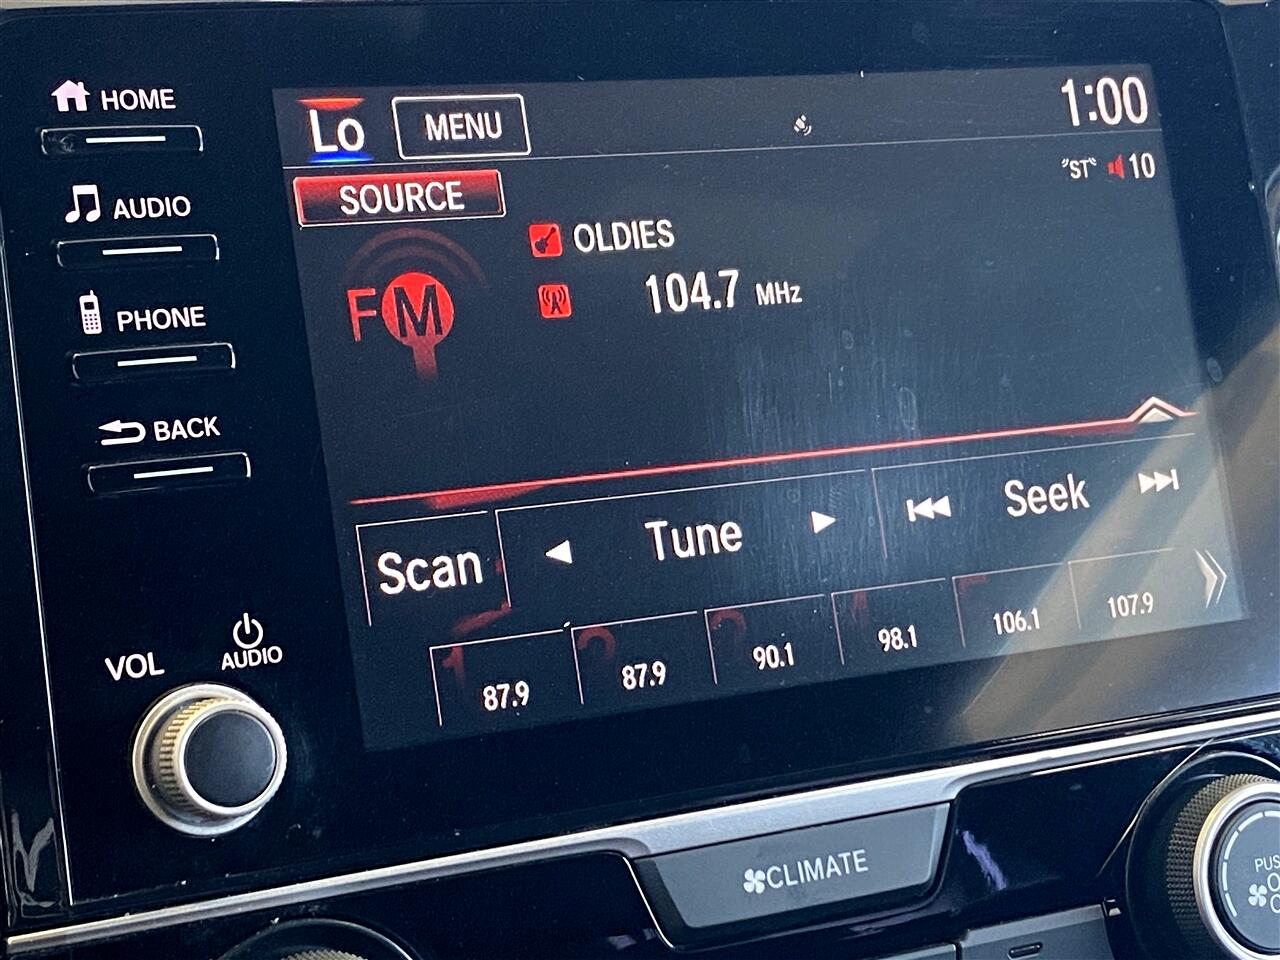 HOME
Lo
MENU
1:00
"ST" 10
AUDIO
SOURCE
OLDIES
FM
104.7 MHz
PHONE
BACK
Scan
Tune
Seek
87.9
87.9
90.1
98.1
106.1
107.9
VOL
AUDIO
CLIMATE